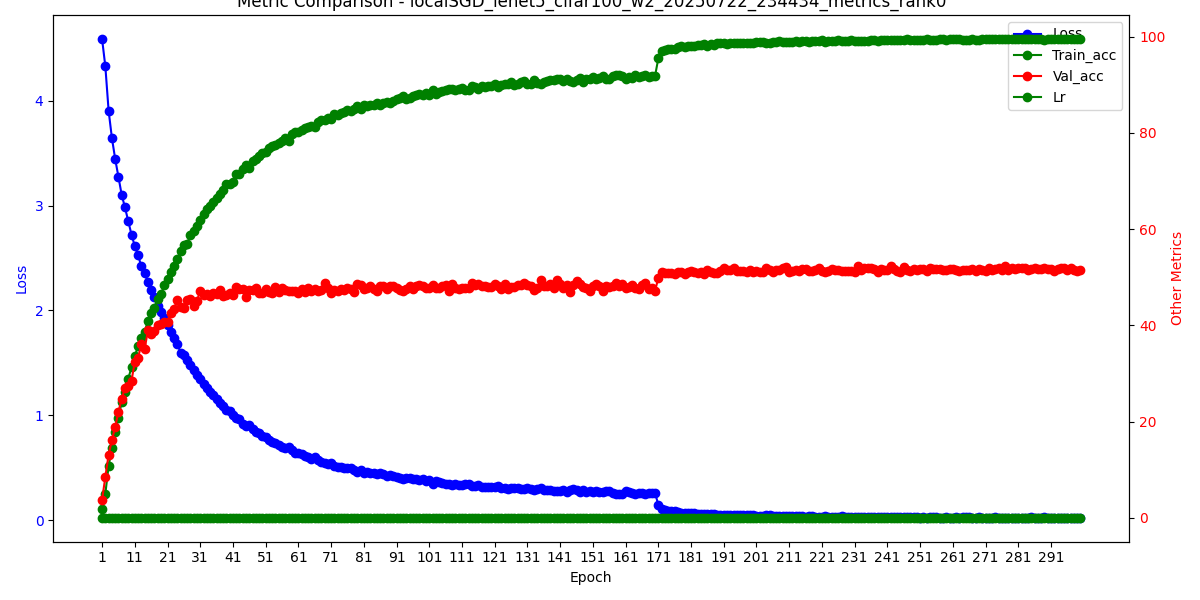 Metric Comparison - localSGD_lenet5_cifar100_w2_20250722_234434_metrics_rank0
Loss
Train_acc
Val_acc
Lr
4
3
2
1
0
Loss
100
80
60
40
20
0
Other Metrics
1 11 21 31 41 51 61 71 81 91 101 111 121 131 141 151 161 171 181 191 201 211 221 231 241 251 261 271 281 291
Epoch